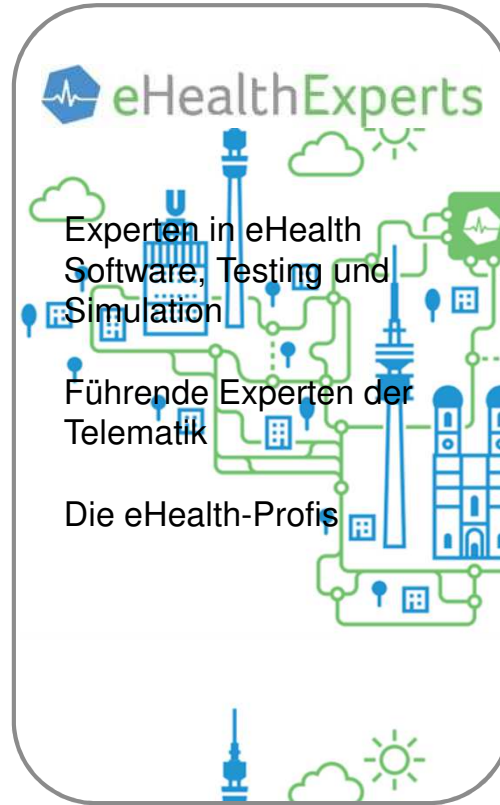 eHealthExperts
Experten in eHealth
Software, Testing und
Simulation
Führende Experten der
Telematik
Die eHealth-Profis